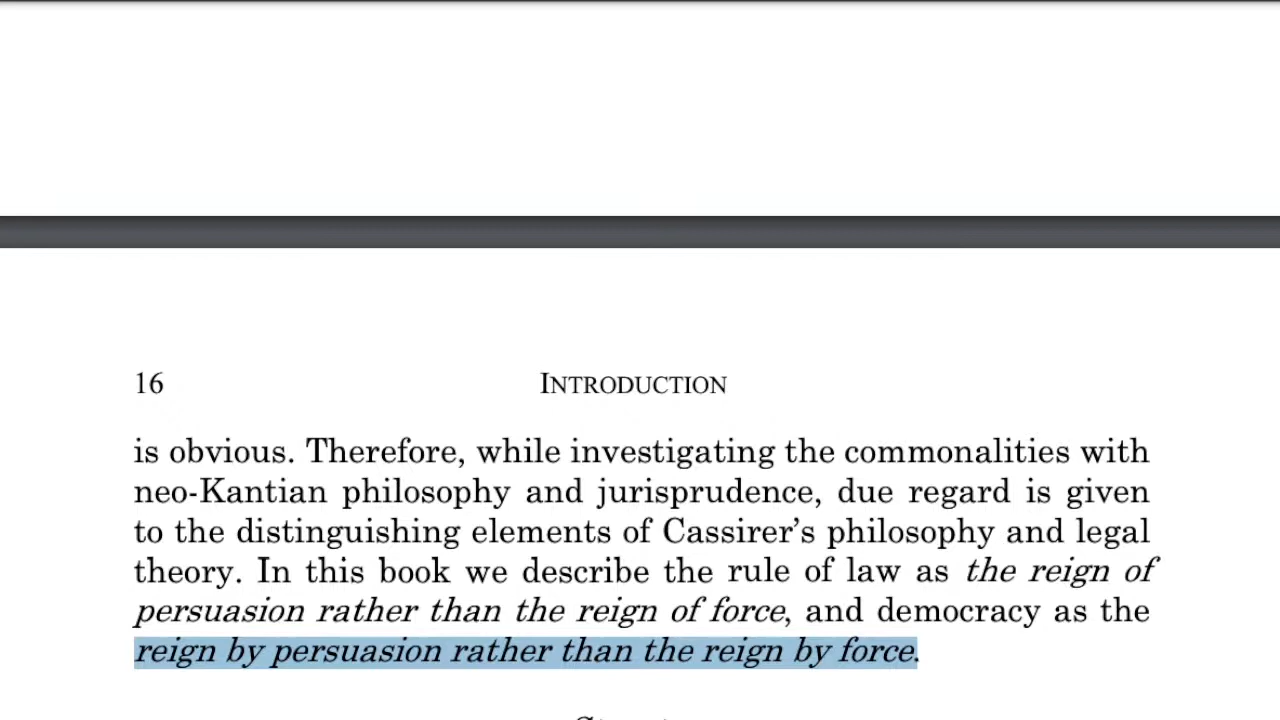 16
INTRODUCTION
is obvious. Therefore, while investigating the commonalities with
neo-Kantian philosophy and jurisprudence, due regard is given
to the distinguishing elements of Cassirer’s philosophy and legal
theory. In this book we describe the rule of law as the reign of
persuasion rather than the reign of force, and democracy as the
reign by persuasion rather than the reign by force.